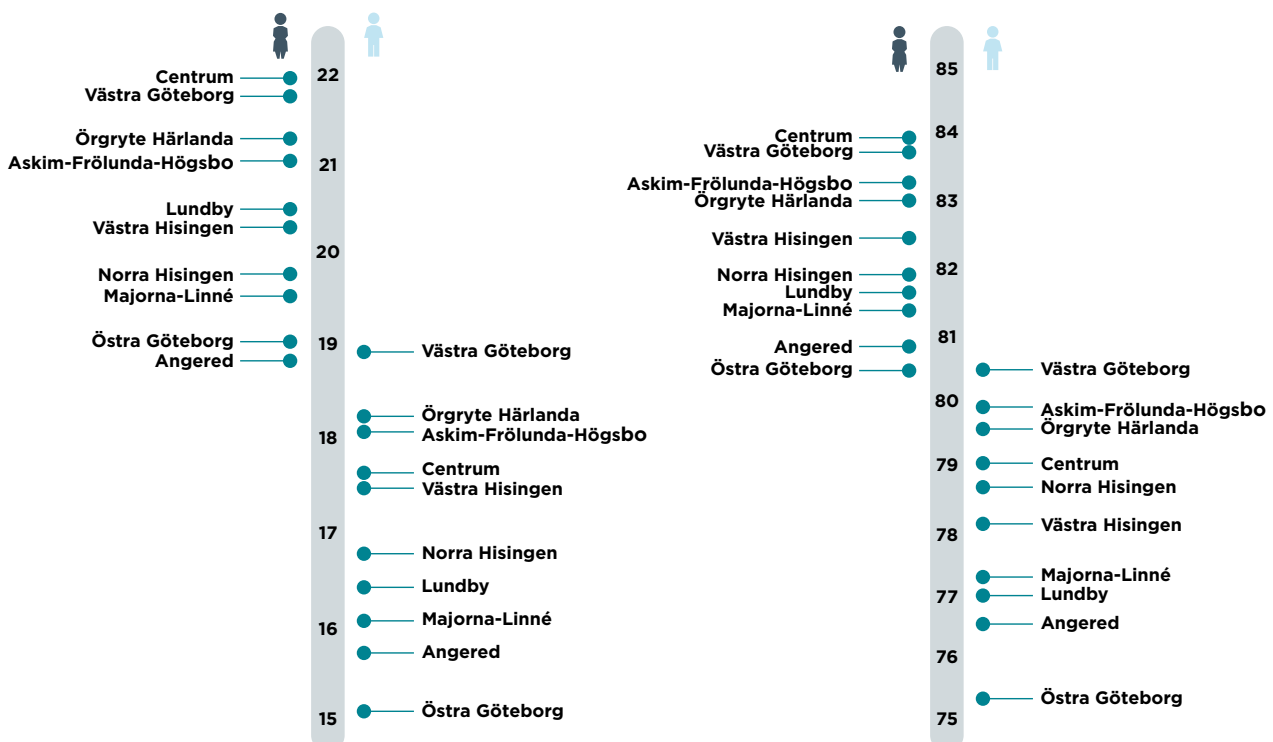 Centrum
Västra Göteborg
Örgryte Härlanda
Askim-Frölunda-Högsbo
Lundby
Västra Hisingen
Norra Hisingen
Majorna-Linné
Östra Göteborg
Angered
22
21
20
19
18
17
16
15
Västra Göteborg
Örgryte Härlanda
Askim-Frölunda-Högsbo
Centrum
Västra Hisingen
Norra Hisingen
Lundby
Majorna-Linné
Angered
Östra Göteborg
Centrum
Västra Göteborg
Askim-Frölunda-Högsbo
Örgryte Härlanda
Västra Hisingen
Norra Hisingen
Lundby
Majorna-Linné
Angered
Östra Göteborg
85
84
83
82
81
80
79
78
77
76
75
Västra Göteborg
Askim-Frölunda-Högsbo
Örgryte Härlanda
Centrum
Norra Hisingen
Västra Hisingen
Majorna-Linné
Lundby
Angered
Östra Göteborg